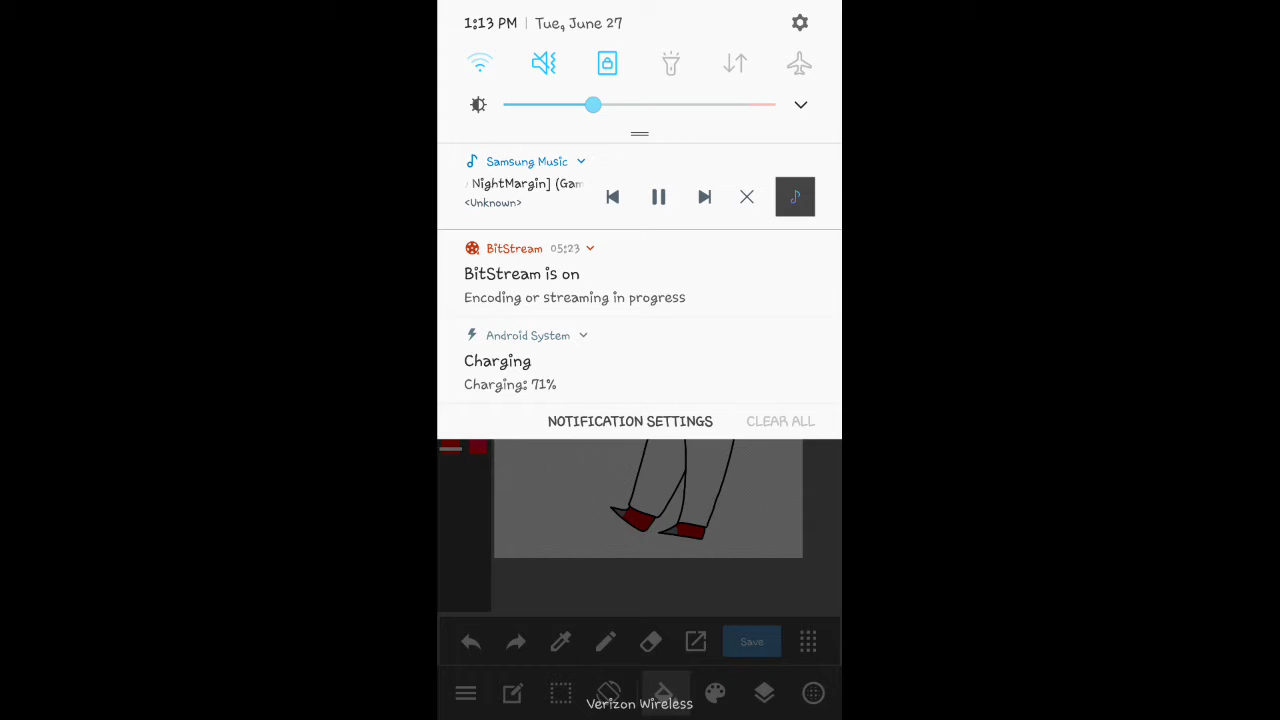 1:13 PM | Tue, June 27
Samsung Music
NightMargin] (Gam
<Unknown>
BitStream 05:23
BitStream is on
Encoding or streaming in progress
Android System
Charging
Charging: 71%
NOTIFICATION SETTINGS CLEAR ALL
Save
Verizon Wireless